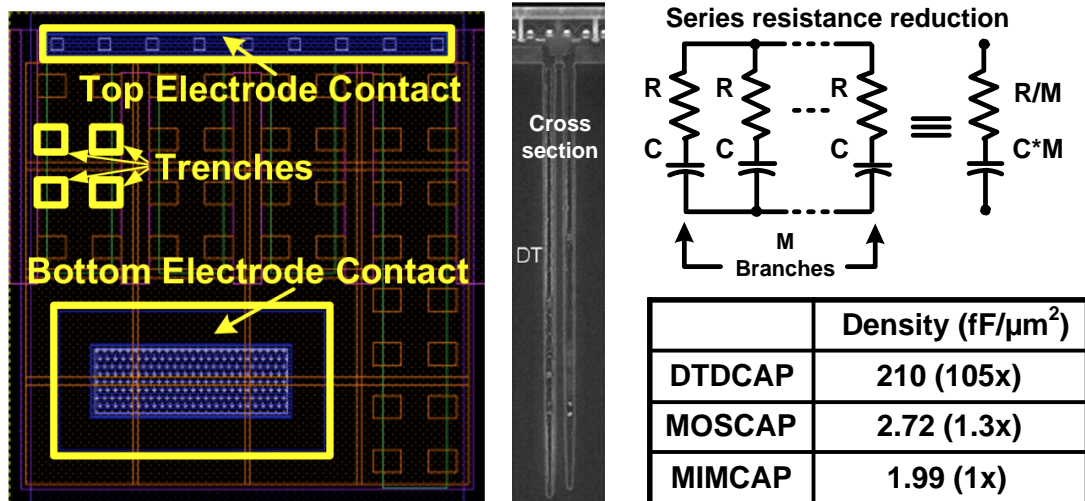 Top Electrode Contact
Trenches
Bottom Electrode Contact
Cross
section
DT
Series resistance reduction
R R R R/M
C C C C*M
M
Branches
Density (fF/µm²)
DTDCAP 210 (105x)
MOSCAP 2.72 (1.3x)
MIMCAP 1.99 (1x)